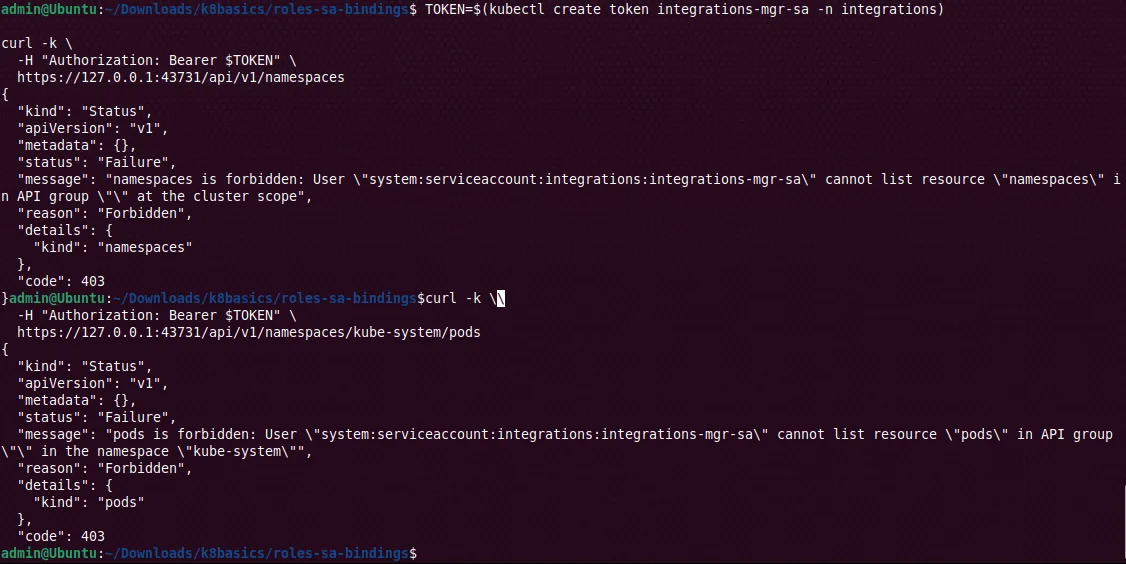 admin@Ubuntu:~/Downloads/k8basics/roles-sa-bindings$ TOKEN=$(kubectl create token integrations-mgr-sa -n integrations)

curl -k \
  -H "Authorization: Bearer $TOKEN" \
  https://127.0.0.1:43731/api/v1/namespaces
{
  "kind": "Status",
  "apiVersion": "v1",
  "metadata": {},
  "status": "Failure",
  "message": "namespaces is forbidden: User \"system:serviceaccount:integrations:integrations-mgr-sa\" cannot list resource \"namespaces\" i
n API group \"\" at the cluster scope",
  "reason": "Forbidden",
  "details": {
    "kind": "namespaces"
  },
  "code": 403
}admin@Ubuntu:~/Downloads/k8basics/roles-sa-bindings$curl -k \\
  -H "Authorization: Bearer $TOKEN" \
  https://127.0.0.1:43731/api/v1/namespaces/kube-system/pods
{
  "kind": "Status",
  "apiVersion": "v1",
  "metadata": {},
  "status": "Failure",
  "message": "pods is forbidden: User \"system:serviceaccount:integrations:integrations-mgr-sa\" cannot list resource \"pods\" in API group
\"\" in the namespace \"kube-system\"",
  "reason": "Forbidden",
  "details": {
    "kind": "pods"
  },
  "code": 403
admin@Ubuntu:~/Downloads/k8basics/roles-sa-bindings$